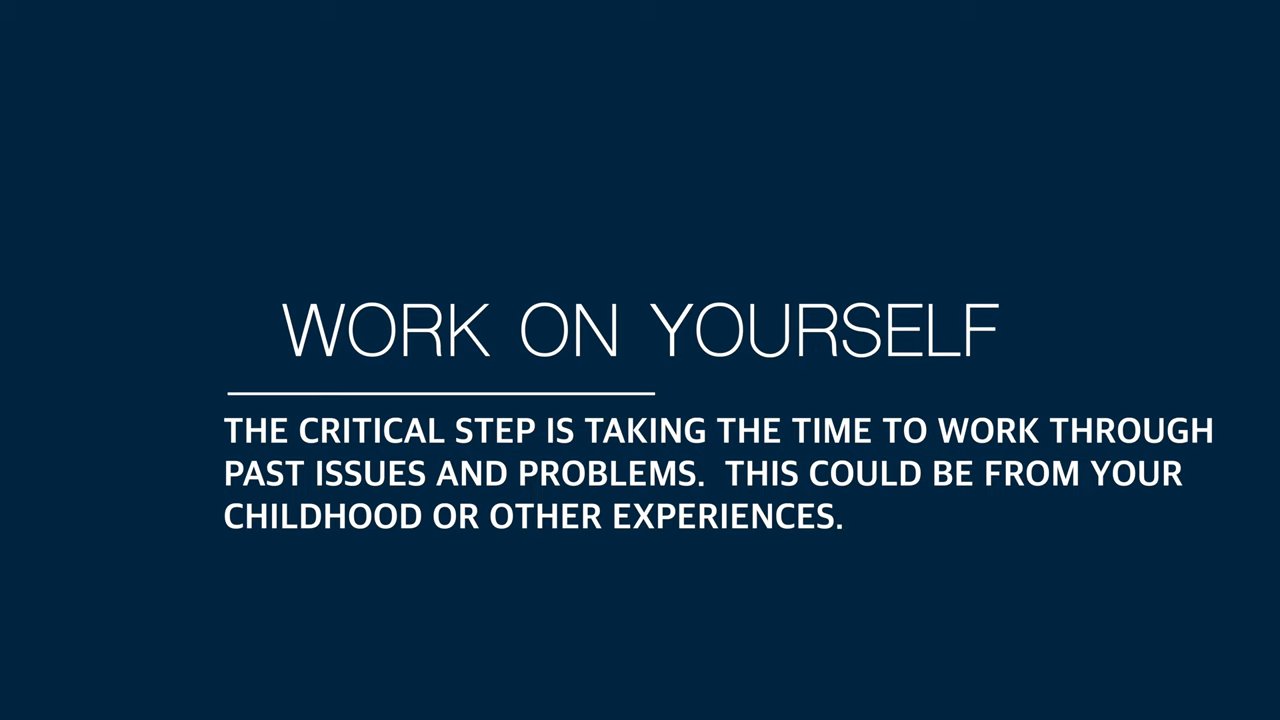 WORK ON YOURSELF
THE CRITICAL STEP IS TAKING THE TIME TO WORK THROUGH
PAST ISSUES AND PROBLEMS.  THIS COULD BE FROM YOUR
CHILDHOOD OR OTHER EXPERIENCES.